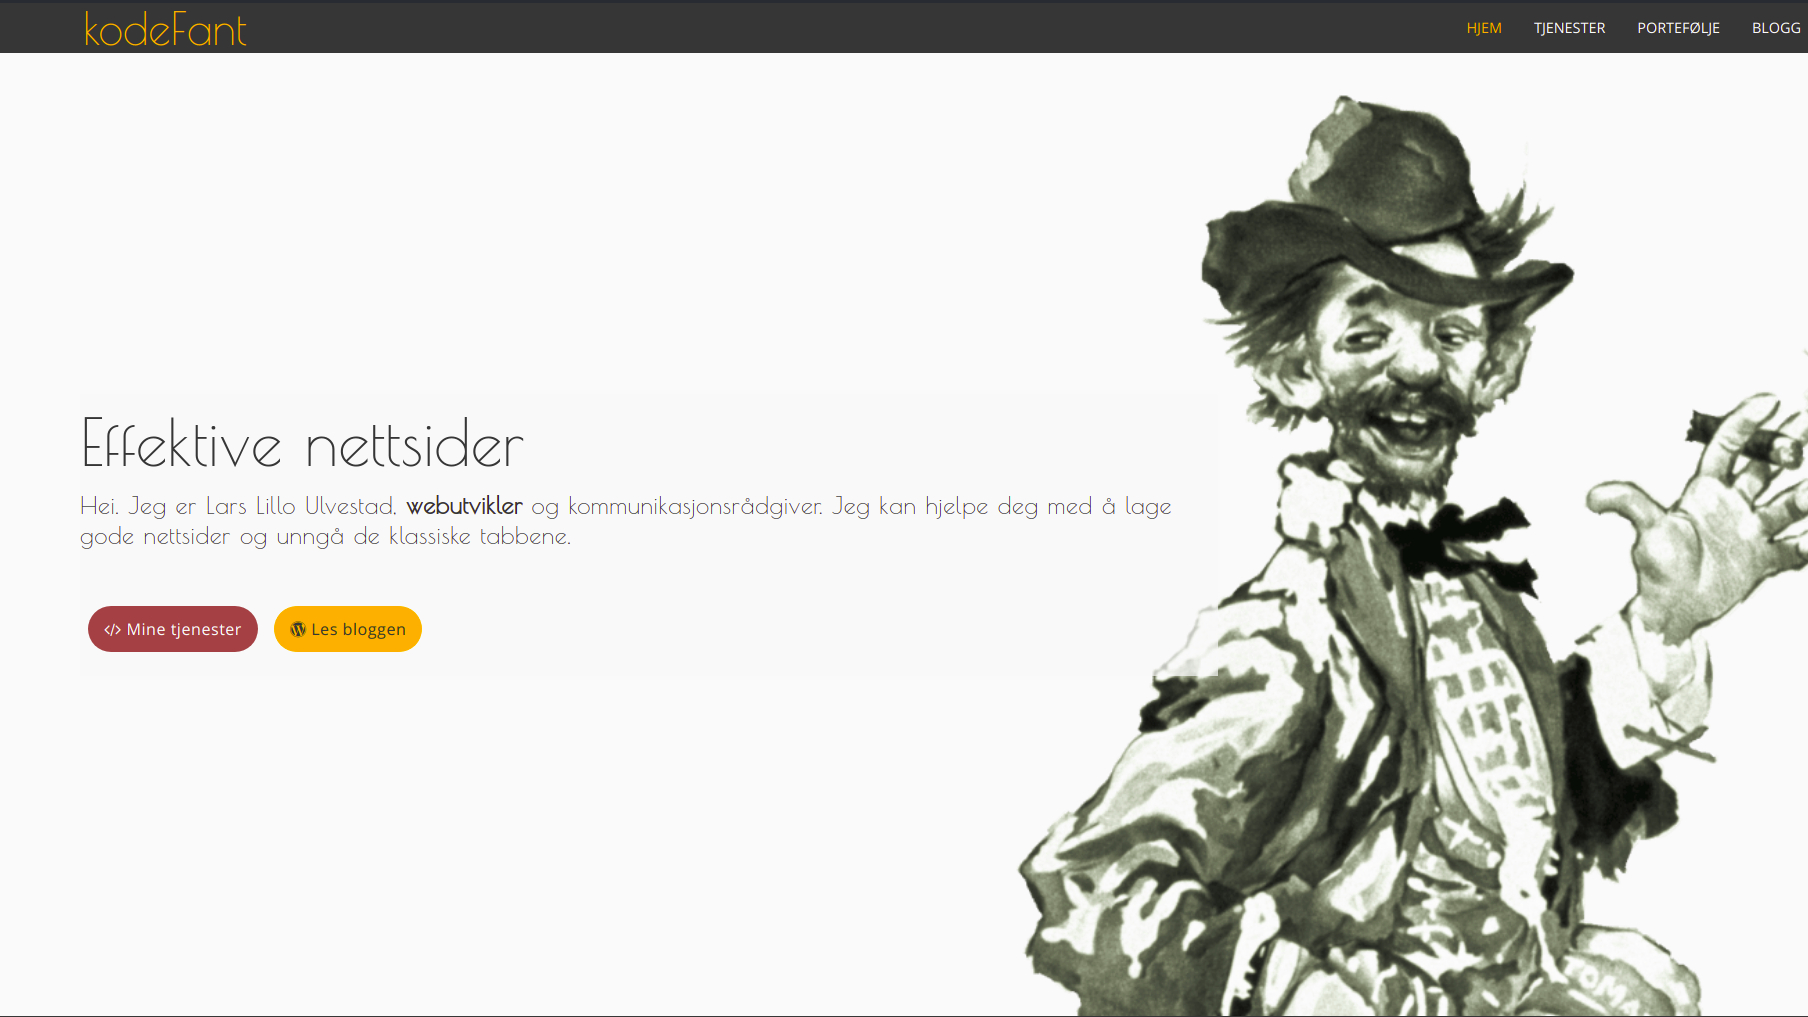 kodeFant
HJEM TJENESTER PORTEFØLJE BLOGG
Effektive nettsider
Hei. Jeg er Lars Lillo Ulvestad, webutvikler og kommunikasjonsrådgiver. Jeg kan hjelpe deg med å lage
gode nettsider og unngå de klassiske tabbene.
</> Mine tjenester
Les bloggen